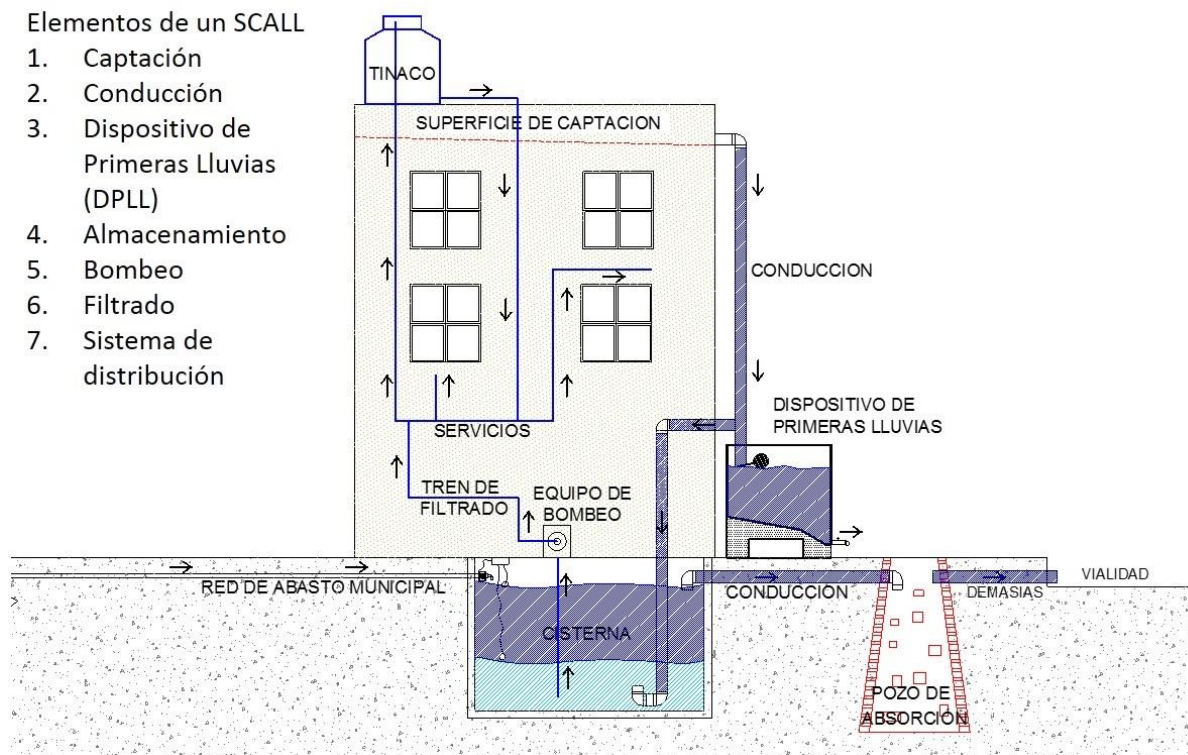 Elementos de un SCALL
1. Captación
2. Conducción
3. Dispositivo de
Primeras Lluvias
(DPLL)
4. Almacenamiento
5. Bombeo
6. Filtrado
7. Sistema de
distribución
TINACO
SUPERFICIE DE CAPTACION
CONDUCCION
DISPOSITIVO DE
PRIMERAS LLUVIAS
SERVICIOS
TREN DE
FILTRADO
EQUIPO DE
BOMBEO
RED DE ABASTO MUNICIPAL
CISTERNA
CONDUCCION
DEMASIAS
VIALIDAD
POZO DE
ABSORCIÓN